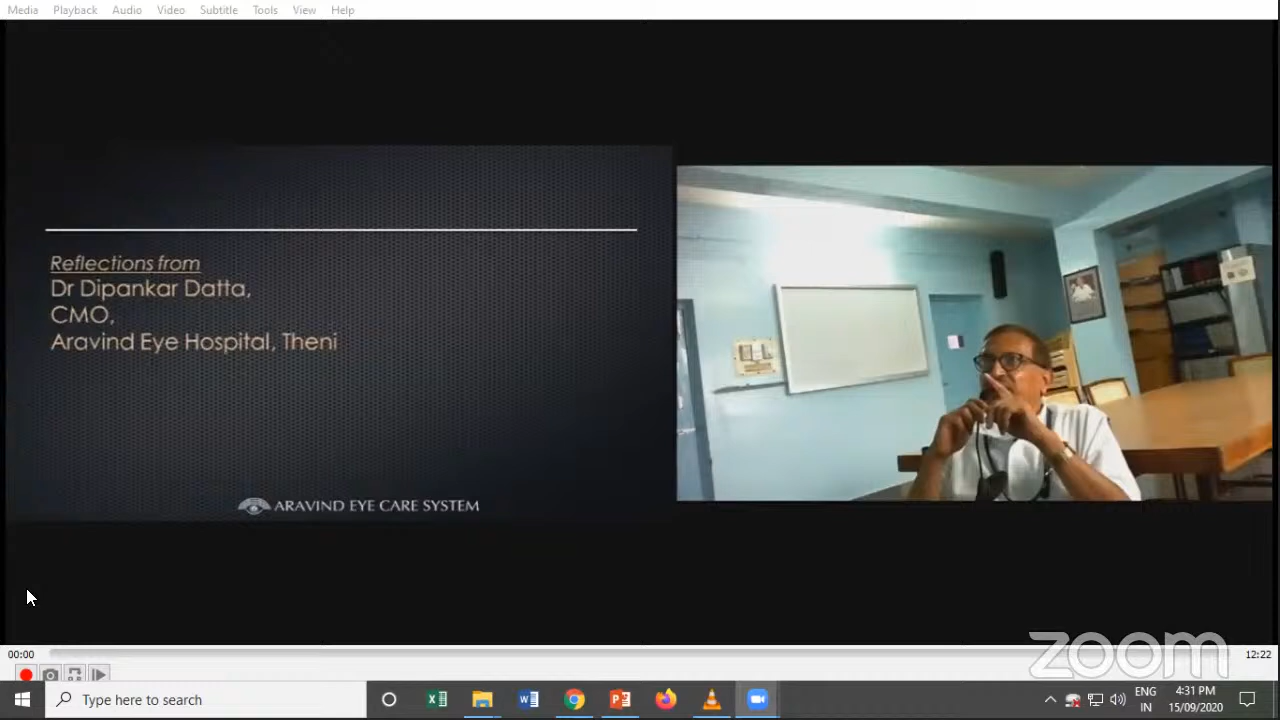 Media Playback Audio Video Subtitle Tools View Help
Reflections from
Dr Dipankar Datta,
CMO,
Aravind Eye Hospital, Theni
ARAVIND EYE CARE SYSTEM
00:00
12:22
zoom
Type here to search
ENG
IN
4:31 PM
15/09/2020